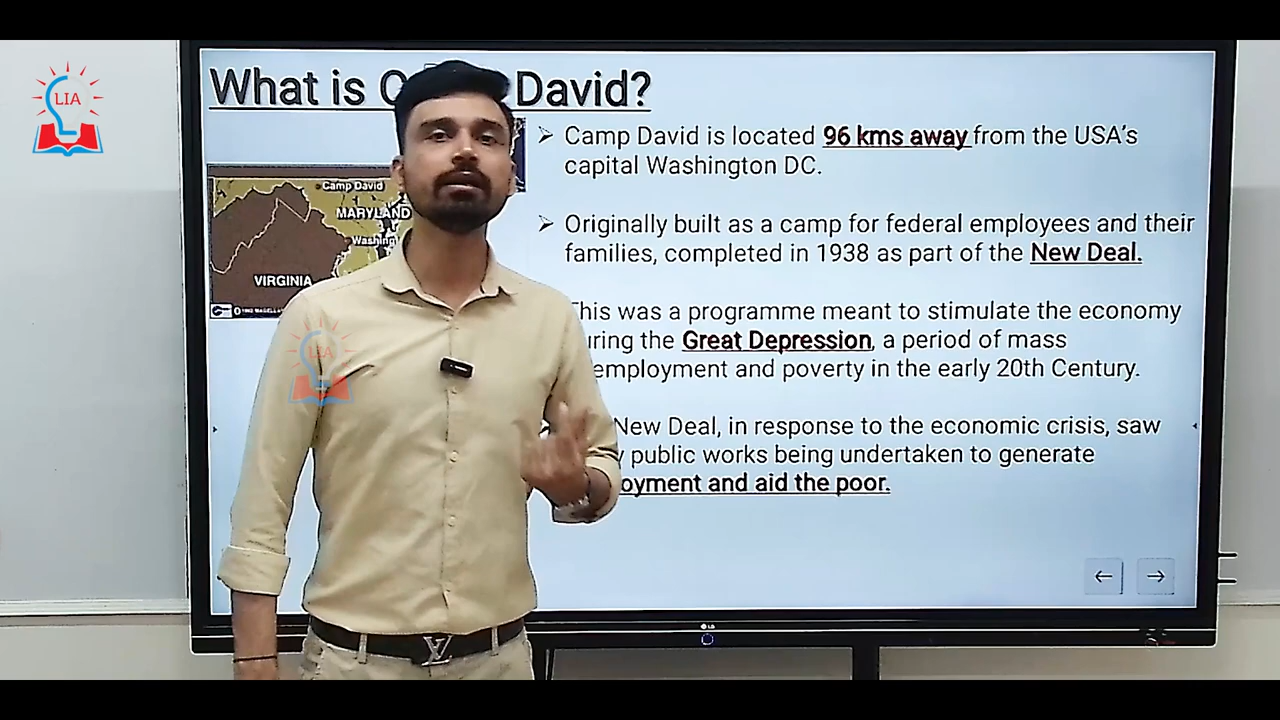 LIA
What is C David?
Camp David is located 96 kms away from the USA's
capital Washington DC.
Originally built as a camp for federal employees and their
families, completed in 1938 as part of the New Deal.
This was a programme meant to stimulate the economy
uring the Great Depression, a period of mass
employment and poverty in the early 20th Century.
New Deal, in response to the economic crisis, saw
y public works being undertaken to generate
oyment and aid the poor.
Camp David
MARYLAND
Washing
VIRGINIA
LIA
LG